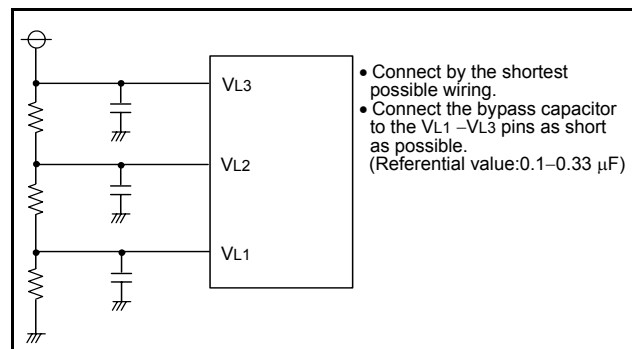 VL3
VL2
VL1
• Connect by the shortest
possible wiring.
• Connect the bypass capacitor
to the VL1 –VL3 pins as short
as possible.
(Referential value:0.1–0.33 μF)